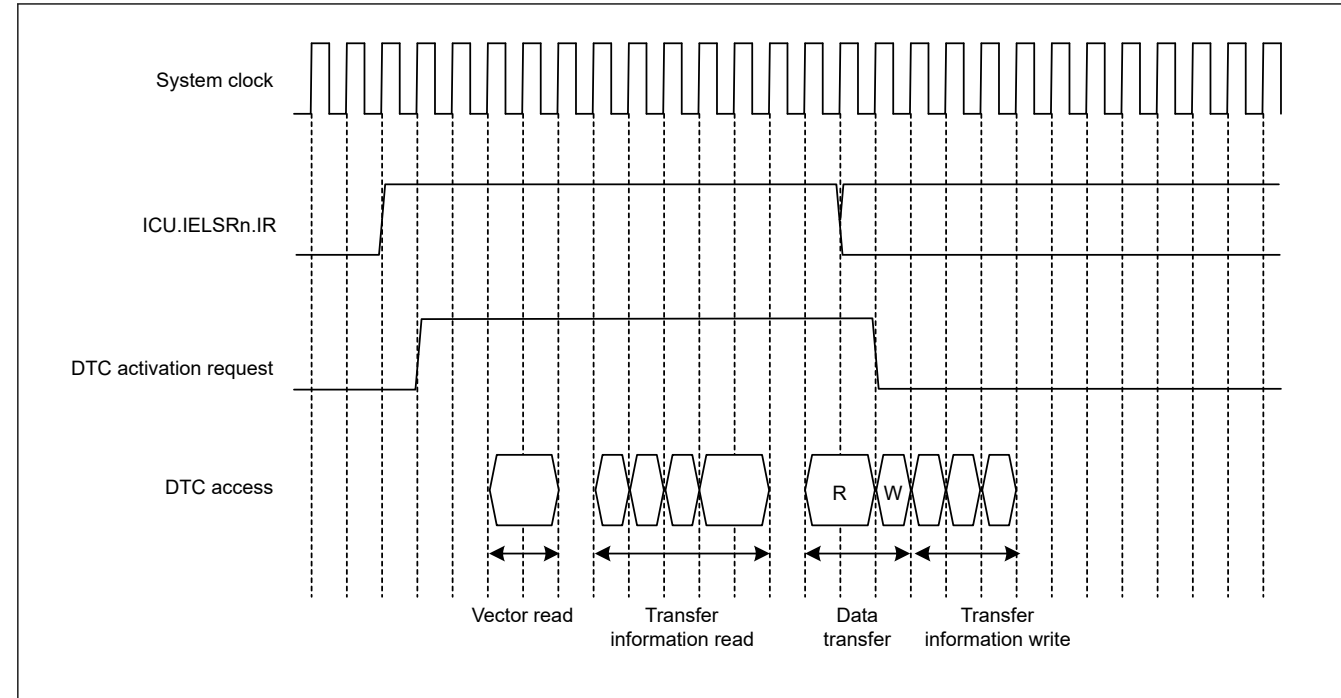 System clock
ICU.IELSRn.IR
DTC activation request
DTC access
R
W
Vector read
Transfer
information read
Data
transfer
Transfer
information write